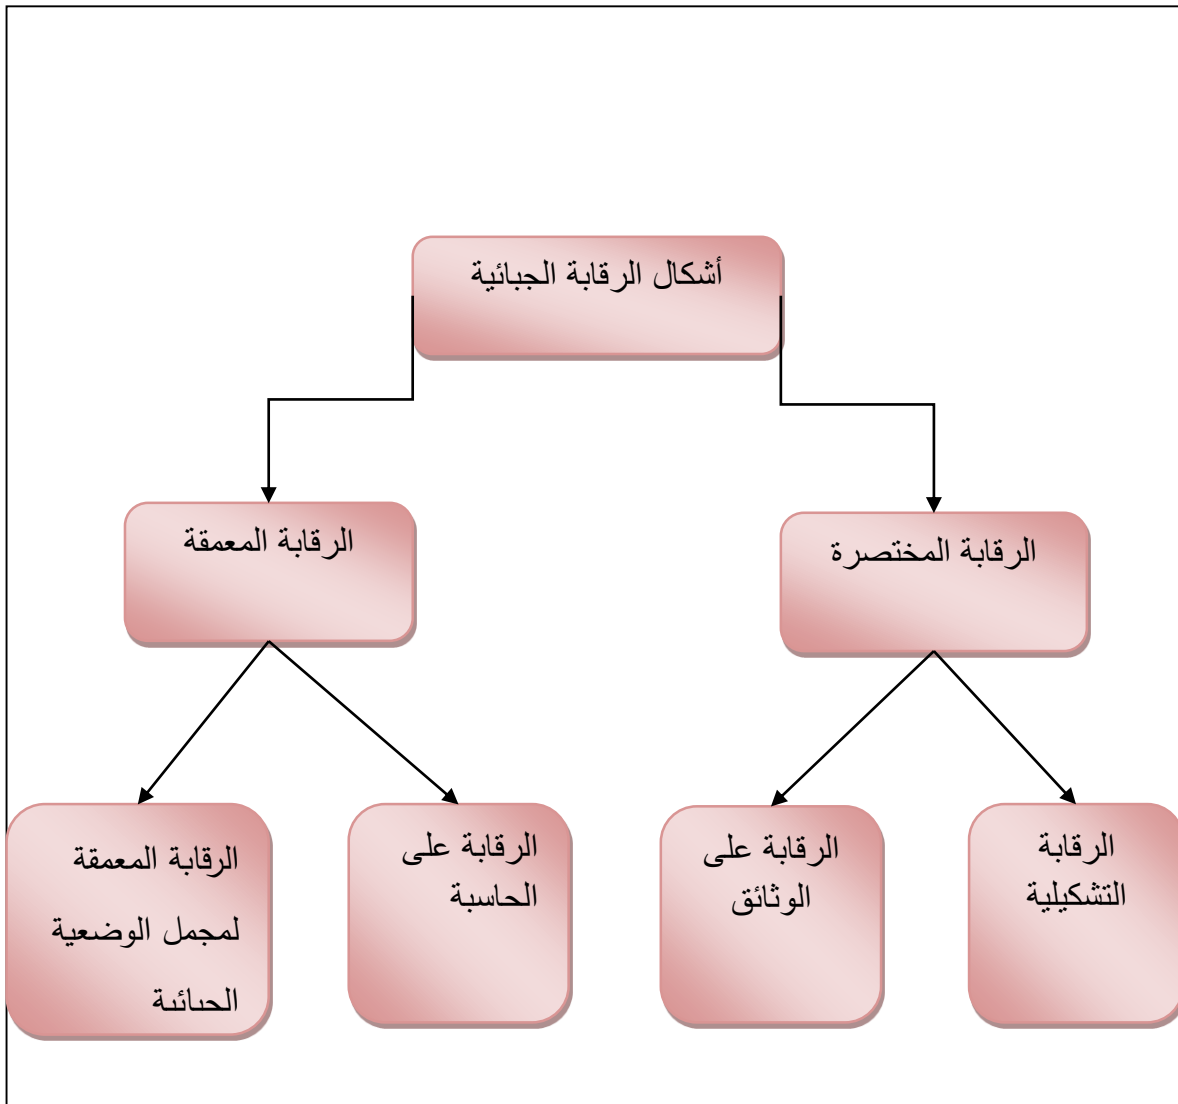 أشكال الرقابة الجبائية
الرقابة المختصرة
الرقابة المعمقة
الرقابة
التشكيلية
الرقابة على
الوثائق
الرقابة على
الحاسبة
الرقابة المعمقة
لمجمل الوضعية
الجبائية